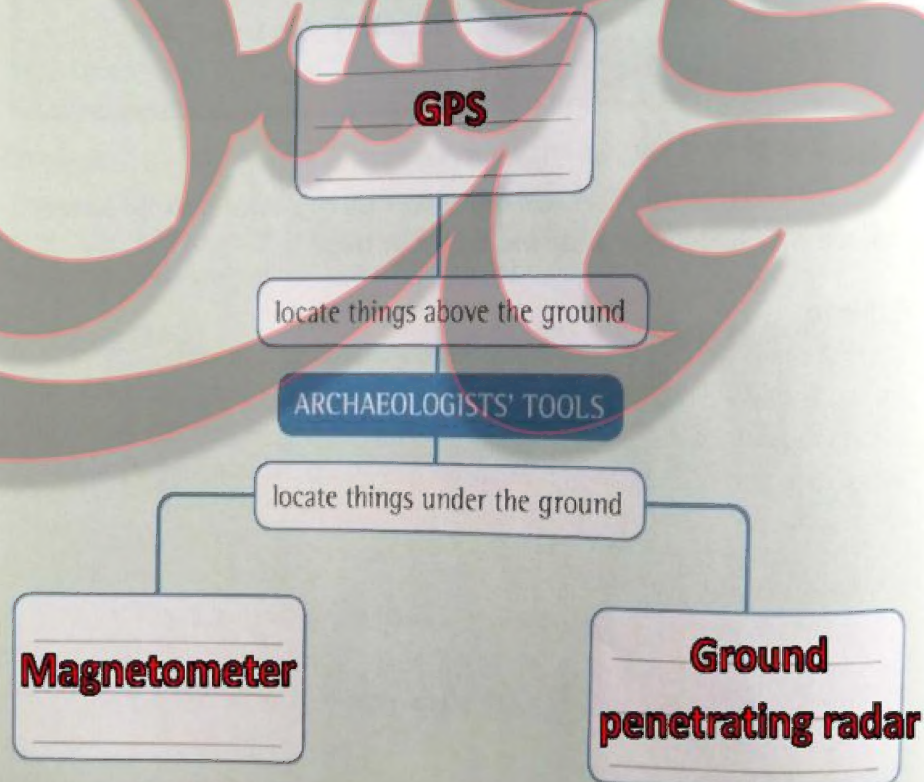 GPS
locate things above the ground
ARCHAEOLOGISTS' TOOLS
locate things under the ground
Magnetometer
Ground
penetrating radar